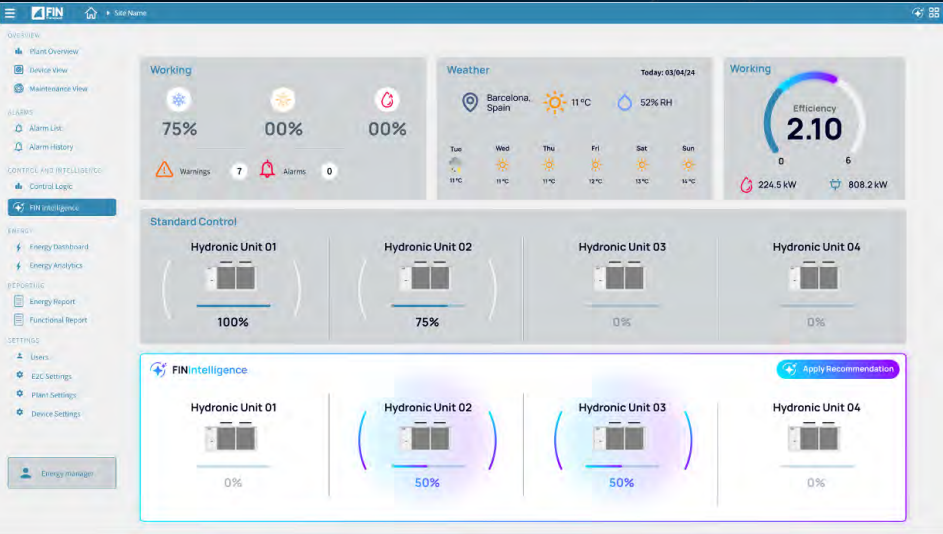 FIN
Site Name
OVERVIEW
Plant Overview
Device View
Maintenance View
ALARMS
Alarm List
Alarm History
CONTROL AND INTELLIGENCE
Control Logic
FIN Intelligence
ENERGY
Energy Dashboard
Energy Analytics
REPORTING
Energy Report
Functional Report
SETTINGS
Users
E2C Settings
Plant Settings
Device Settings
Energy manager
Working
75%
00%
00%
Warnings 7 Alarms 0
Weather
Today: 03/04/24
Barcelona,
Spain
11 °C
52% RH
Tue Wed Thu Fri Sat Sun
11 °C 11 °C 11 °C 12 °C 13 °C 14 °C
Working
Efficiency
2.10
0 6
224.5 kW 808.2 kW
Standard Control
Hydronic Unit 01 Hydronic Unit 02 Hydronic Unit 03 Hydronic Unit 04
100% 75% 0% 0%
FINIntelligence
Apply Recommendation
Hydronic Unit 01 Hydronic Unit 02 Hydronic Unit 03 Hydronic Unit 04
0% 50% 50% 0%